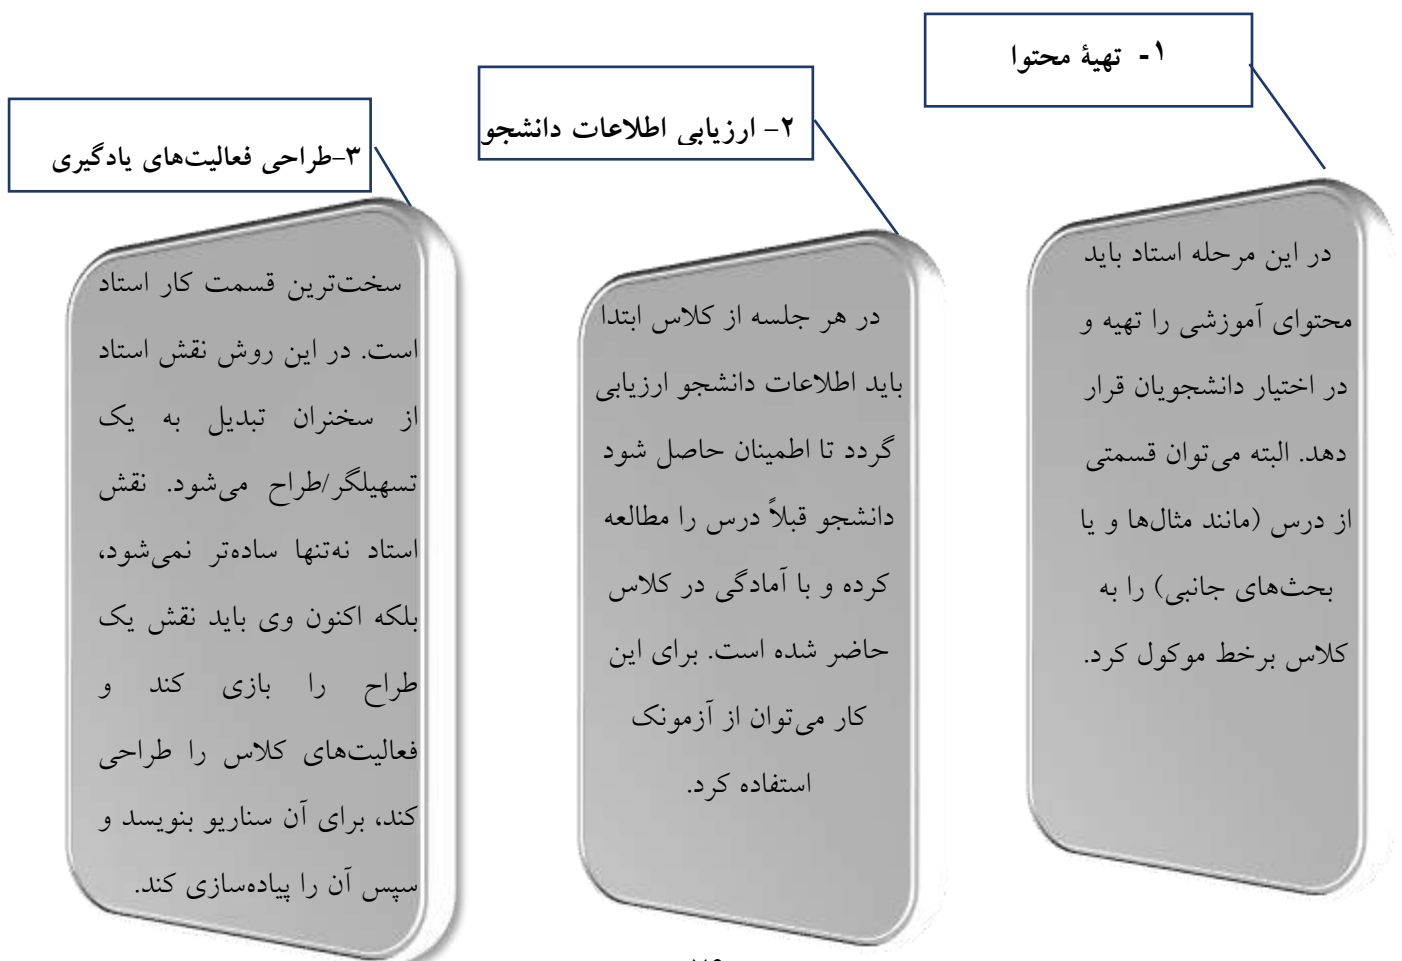 ۱- تهیۀ محتوا
در این مرحله استاد باید
محتوای آموزشی را تهیه و
در اختیار دانشجویان قرار
دهد. البته می‌توان قسمتی
از درس (مانند مثال‌ها و یا
بحث‌های جانبی) را به
کلاس برخط موکول کرد.
۲- ارزیابی اطلاعات دانشجو
در هر جلسه از کلاس ابتدا
باید اطلاعات دانشجو ارزیابی
گردد تا اطمینان حاصل شود
دانشجو قبلاً درس را مطالعه
کرده و با آمادگی در کلاس
حاضر شده است. برای این
کار می‌توان از آزمونک
استفاده کرد.
۳-طراحی فعالیت‌های یادگیری
سخت‌ترین قسمت کار استاد
است. در این روش نقش استاد
از سخنران تبدیل به یک
تسهیلگر/طراح می‌شود. نقش
استاد نه‌تنها ساده‌تر نمی‌شود،
بلکه اکنون وی باید نقش یک
طراح را بازی کند و
فعالیت‌های کلاس را طراحی
کند، برای آن سناریو بنویسد و
سپس آن را پیاده‌سازی کند.